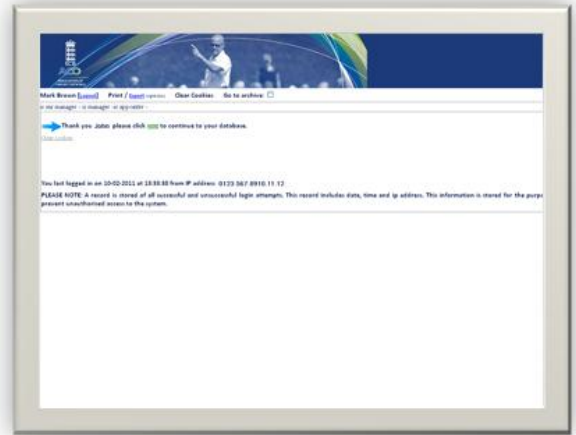 Mark Brown [Logout] Print / Export Clear Cookies Go to archive:
Thank you John please click here to continue to your database.
Clear cookies
You last logged in on 10-02-2011 at from IP address: 0123.567.8910.11.12
PLEASE NOTE: A record is stored of all successful and unsuccessful login attempts. This record includes date, time and ip address. This information is stored for the purpo
prevent unauthorised access to the system.